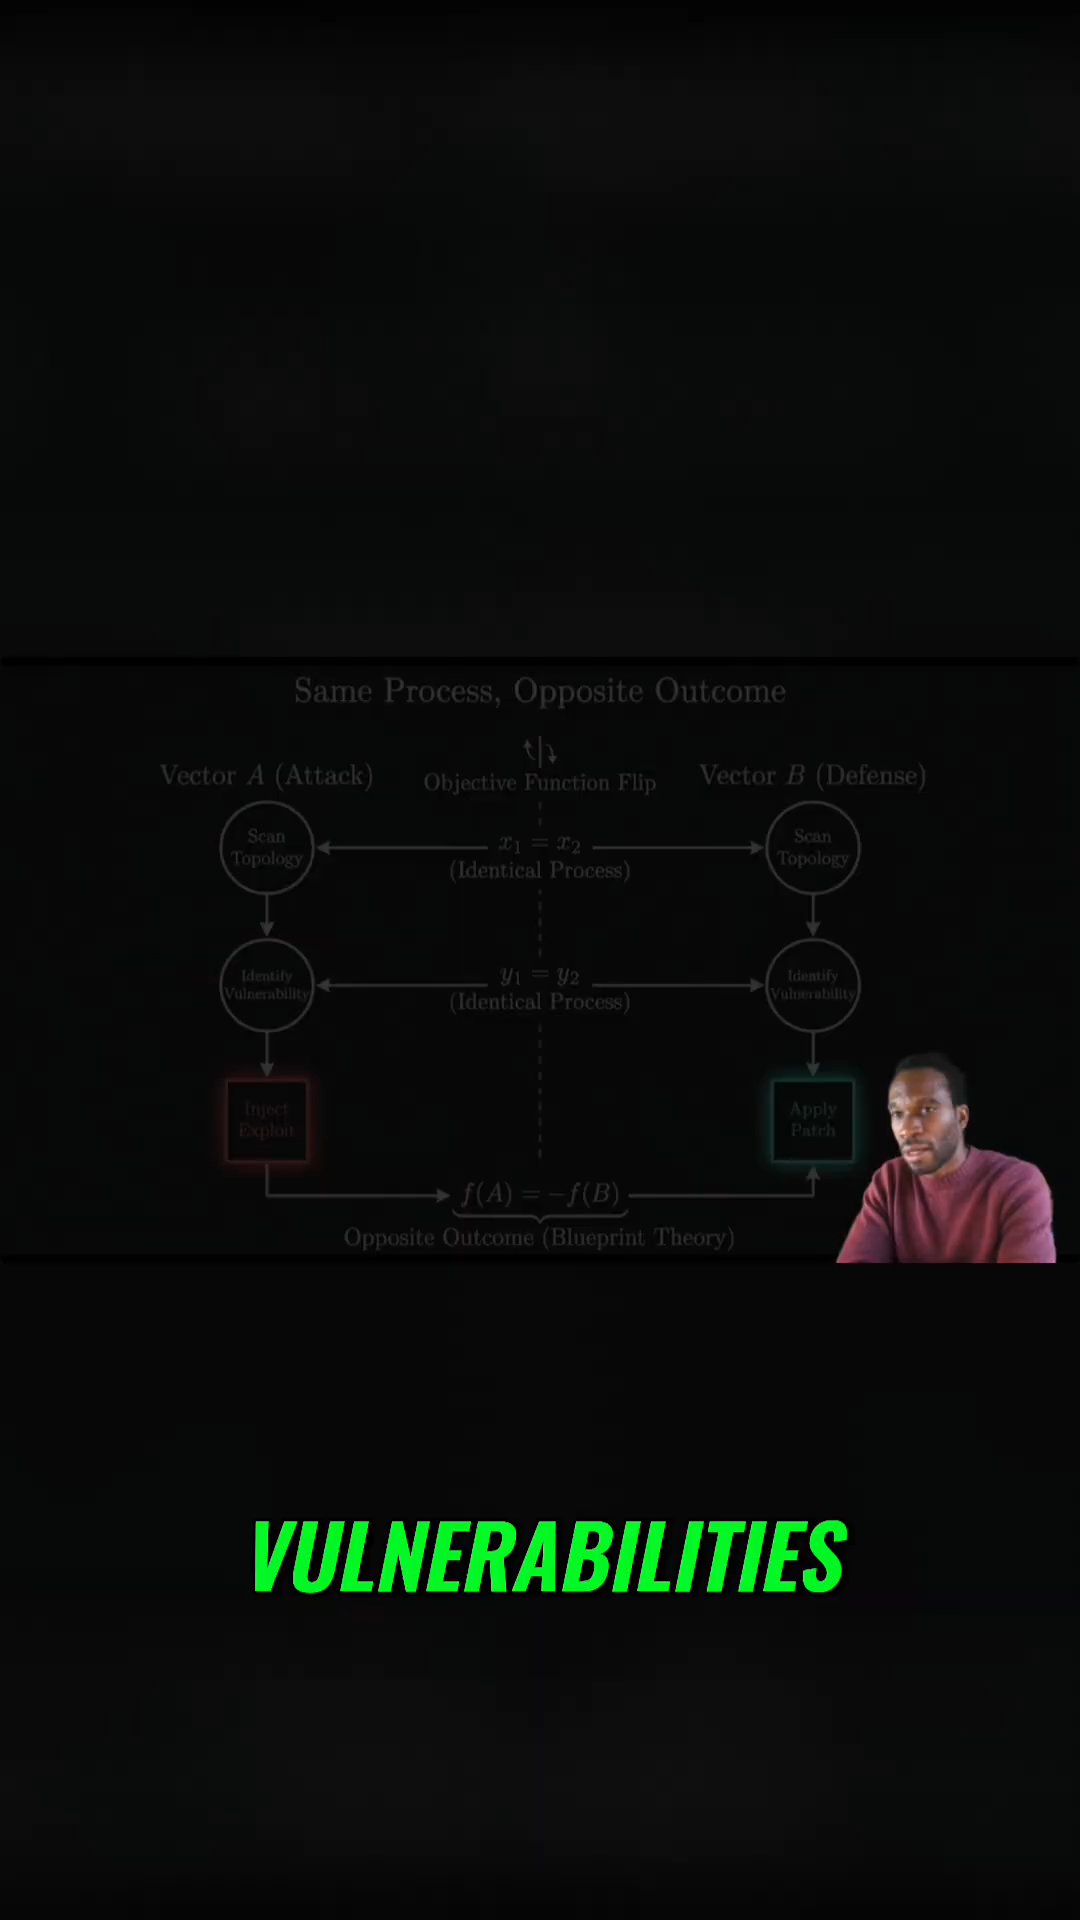 Same Process, Opposite Outcome
Vector A (Attack)
Objective Function Flip
Vector B (Defense)
Scan
Topology
x₁ = x₂
(Identical Process)
Scan
Topology
Identify
Vulnerability
y₁ = y₂
(Identical Process)
Identify
Vulnerability
Inject
Exploit
Apply
Patch
f(A) = −f(B)
Opposite Outcome (Blueprint Theory)
VULNERABILITIES